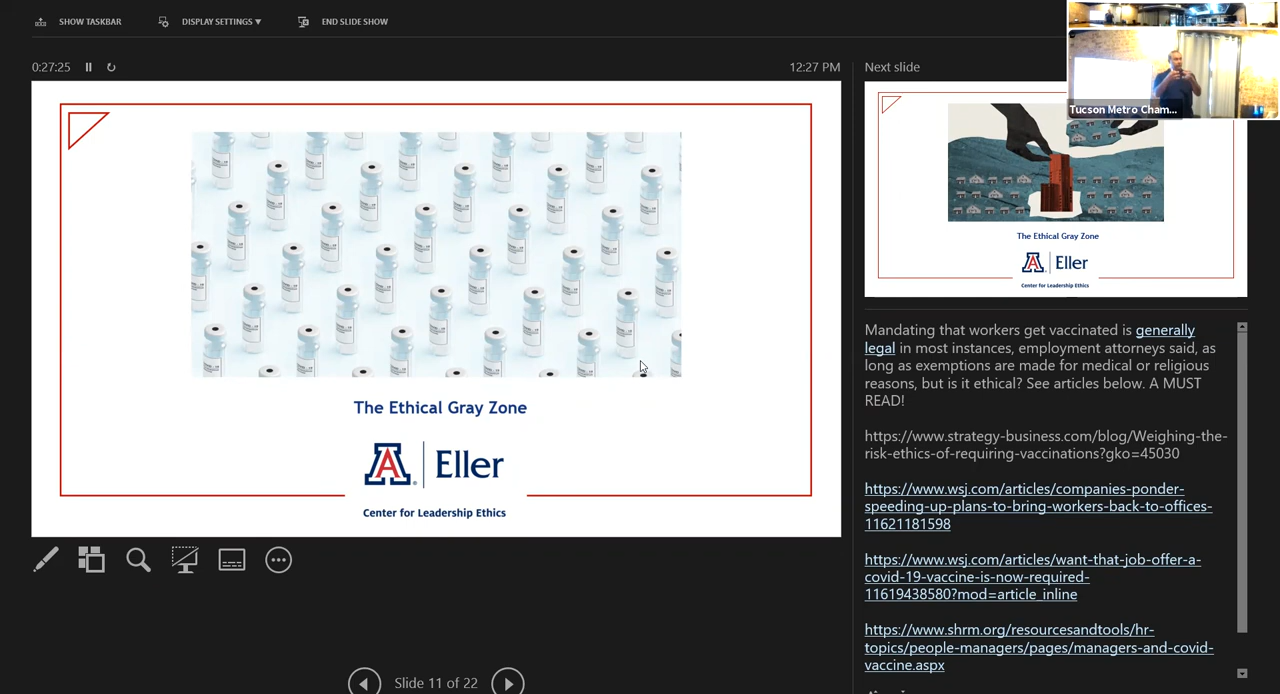 SHOW TASKBAR
DISPLAY SETTINGS ▼
END SLIDE SHOW
0:27:25
12:27 PM
The Ethical Gray Zone
A
Eller
Center for Leadership Ethics
Slide 11 of 22
Next slide
Tucson Metro Cham...
The Ethical Gray Zone
A
Eller
Center for Leadership Ethics
Mandating that workers get vaccinated is generally
legal in most instances, employment attorneys said, as
long as exemptions are made for medical or religious
reasons, but is it ethical? See articles below. A MUST
READ!
https://www.strategy-business.com/blog/Weighing-the-
risk-ethics-of-requiring-vaccinations?gko=45030
https://www.wsj.com/articles/companies-ponder-
speeding-up-plans-to-bring-workers-back-to-offices-
11621181598
https://www.wsj.com/articles/want-that-job-offer-a-
covid-19-vaccine-is-now-required-
11619438580?mod=article_inline
https://www.shrm.org/resourcesandtools/hr-
topics/people-managers/pages/managers-and-covid-
vaccine.aspx